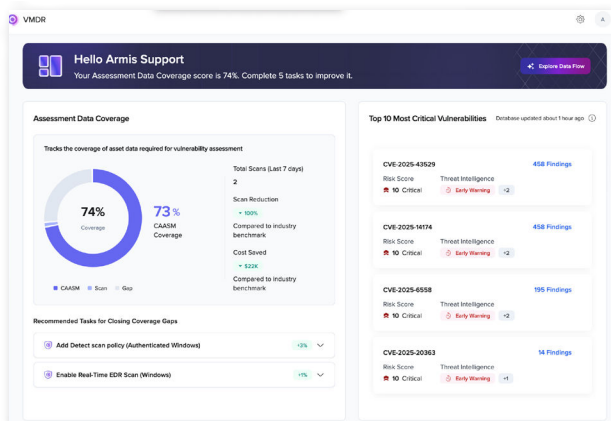 VMDR
A
Hello Armis Support
Your Assessment Data Coverage score is 74%. Complete 5 tasks to improve it.
Explore Data Flow
Assessment Data Coverage
Tracks the coverage of asset data required for vulnerability assessment
74%
Coverage
73%
CAASM
Coverage
CAASM Scan Gap
Total Scans (Last 7 days)
2
Scan Reduction
100%
Compared to industry
benchmark
Cost Saved
$22K
Compared to industry
benchmark
Recommended Tasks for Closing Coverage Gaps
Add Detect scan policy (Authenticated Windows)
+3%
Enable Real-Time EDR Scan (Windows)
+1%
Top 10 Most Critical Vulnerabilities Database updated about 1 hour ago
CVE-2025-43529 458 Findings
Risk Score Threat Intelligence
10 Critical Early Warning +2
CVE-2025-14174 458 Findings
Risk Score Threat Intelligence
10 Critical Early Warning +2
CVE-2025-6558 195 Findings
Risk Score Threat Intelligence
10 Critical Early Warning +2
CVE-2025-20363 14 Findings
Risk Score Threat Intelligence
10 Critical Early Warning +1